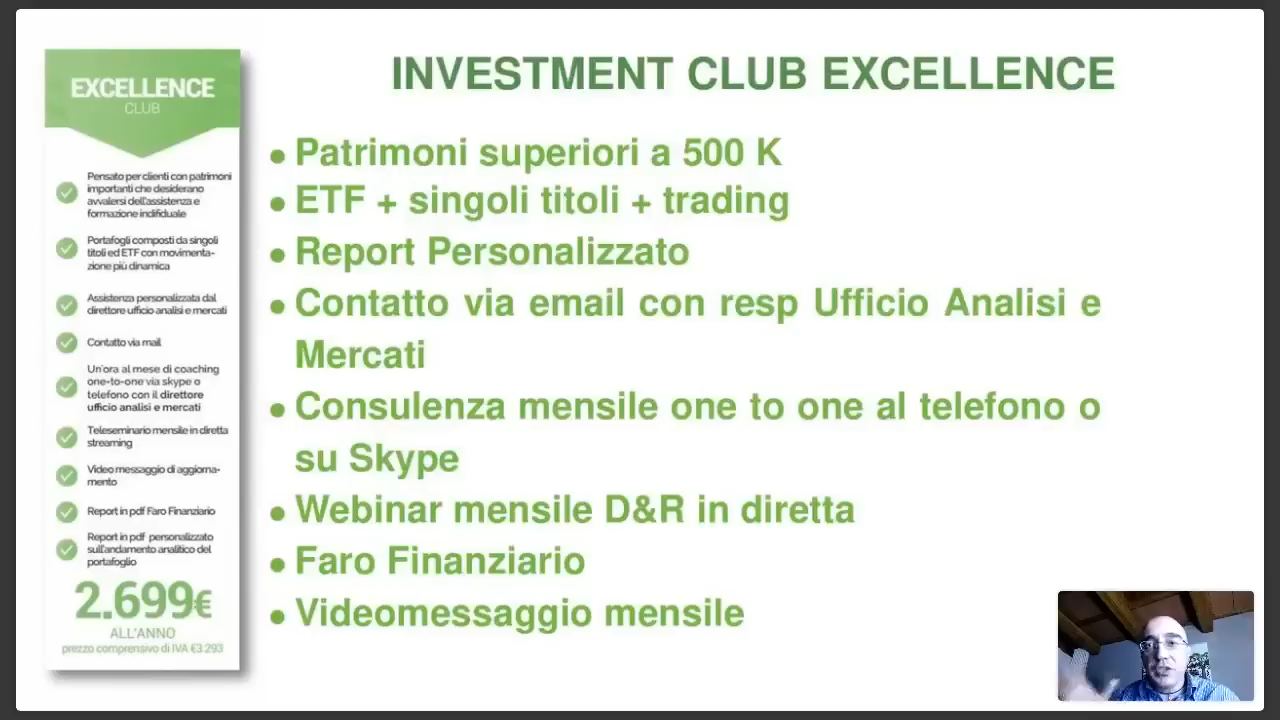 EXCELLENCE
CLUB
Pensato per clienti con patrimoni
importanti che desiderano
avvalersi dell'assistenza e
formazione indifiduale
Portafogli composti da singoli
titoli ed ETF con movimenta-
zione più dinamica
Assistenza personalizzata dal
direttore ufficio analisi e mercati
Contatto via mail
Un'ora al mese di coaching
one-to-one via skype o
telefono con il direttore
ufficio analisi e mercati
Teleseminario mensile in diretta
streaming
Video messaggio di aggiorna-
mento
Report in pdf Faro Finanziario
Report in pdf personalizzato
sull'andamento analitico del
portafoglio
2.699€
ALL'ANNO
prezzo comprensivo di IVA €3.293
INVESTMENT CLUB EXCELLENCE
• Patrimoni superiori a 500 K
• ETF + singoli titoli + trading
• Report Personalizzato
• Contatto via email con resp Ufficio Analisi e
Mercati
• Consulenza mensile one to one al telefono o
su Skype
• Webinar mensile D&R in diretta
• Faro Finanziario
• Videomessaggio mensile